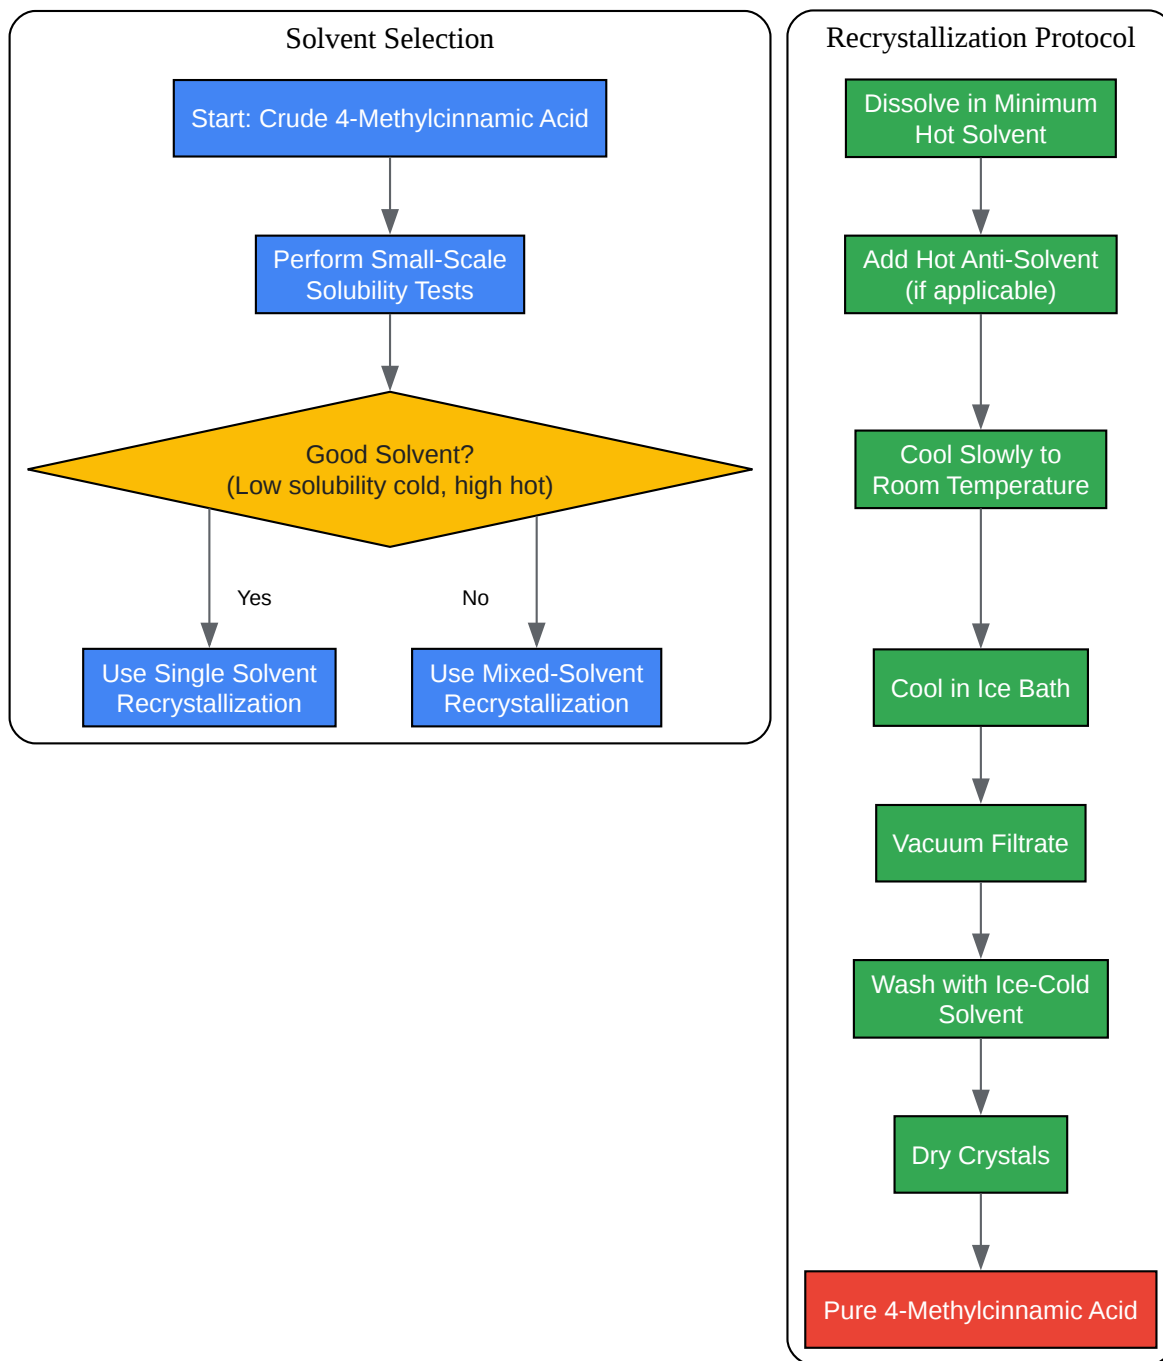 Solvent Selection
Start: Crude 4-Methylcinnamic Acid
Perform Small-Scale
Solubility Tests
Good Solvent?
(Low solubility cold, high hot)
Yes
No
Use Single Solvent
Recrystallization
Use Mixed-Solvent
Recrystallization
Recrystallization Protocol
Dissolve in Minimum
Hot Solvent
Add Hot Anti-Solvent
(if applicable)
Cool Slowly to
Room Temperature
Cool in Ice Bath
Vacuum Filtrate
Wash with Ice-Cold
Solvent
Dry Crystals
Pure 4-Methylcinnamic Acid